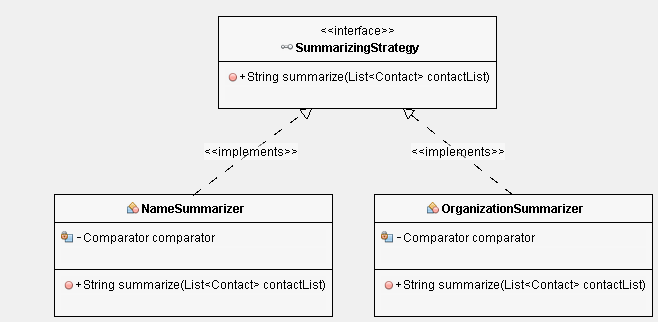 <<interface>>
SummarizingStrategy
+ String summarize(List<Contact> contactList)
<<implements>>
<<implements>>
NameSummarizer
- Comparator comparator
+ String summarize(List<Contact> contactList)
OrganizationSummarizer
- Comparator comparator
+ String summarize(List<Contact> contactList)